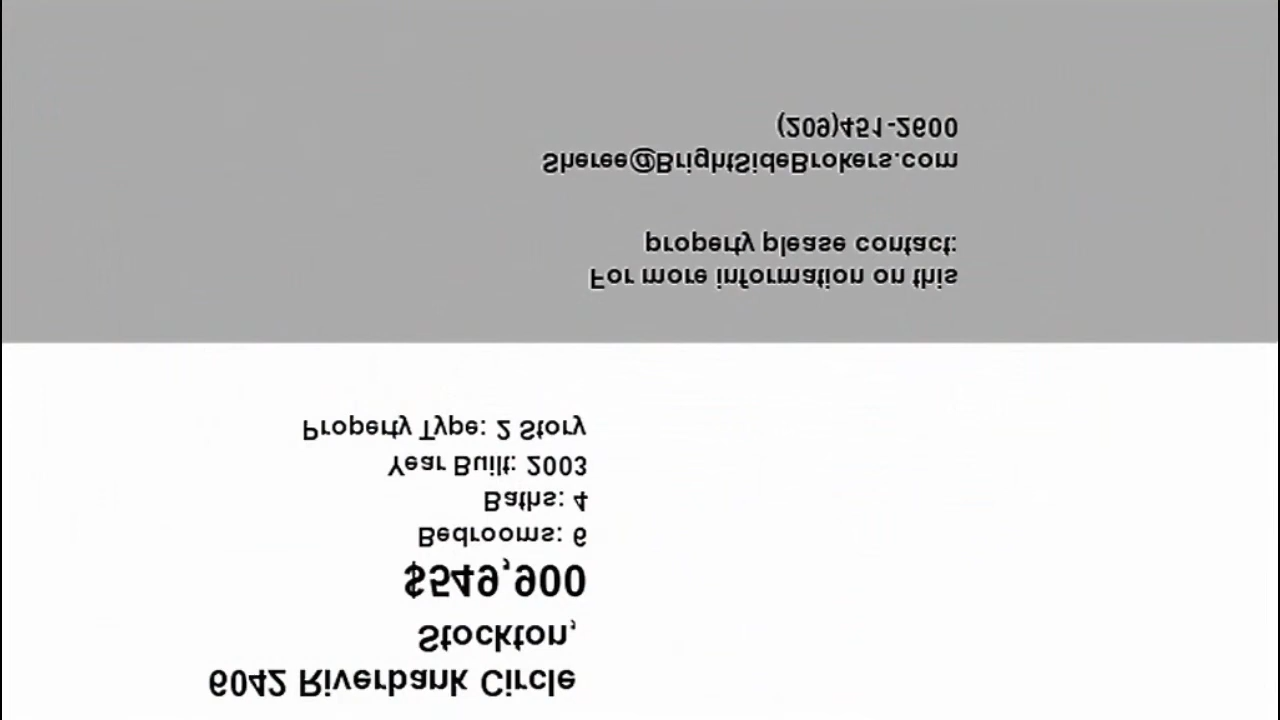 6042 Riverbank Circle
Stockton,
$549,900
Bedrooms: 6
Baths: 4
Year Built: 2003
Property Type: 2 Story
For more information on this
property please contact:
Sheree@BrightSideBrokers.com
(209)451-2600